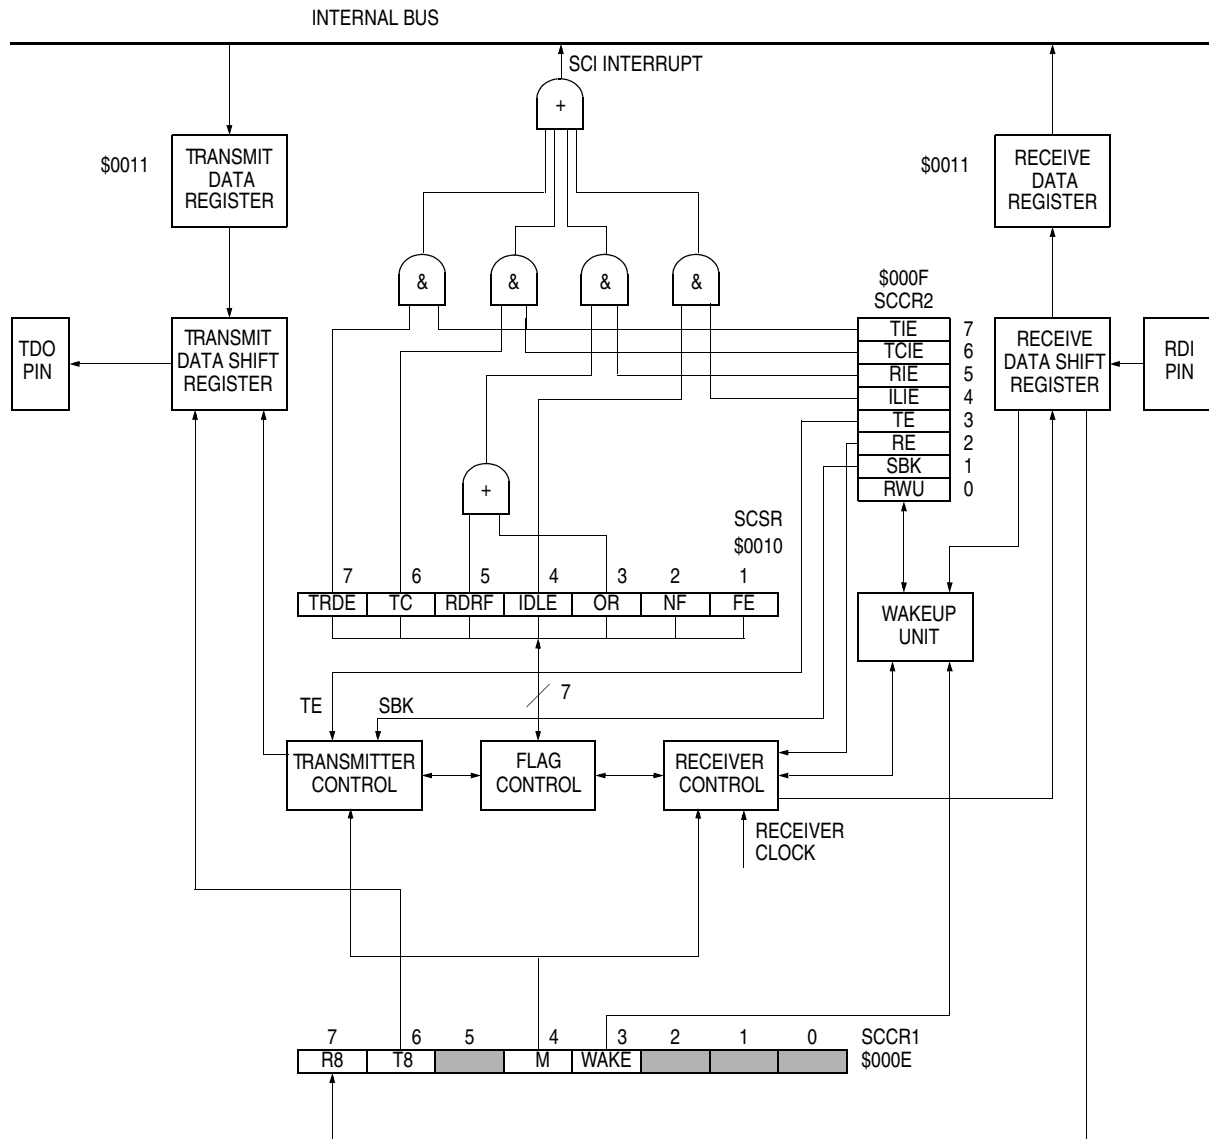 INTERNAL BUS
SCI INTERRUPT
+
$0011
TRANSMIT
DATA
REGISTER
$0011
RECEIVE
DATA
REGISTER
&
&
&
&
$000F
SCCR2
TDO
PIN
TRANSMIT
DATA SHIFT
REGISTER
TIE 7
TCIE 6
RIE 5
ILIE 4
TE 3
RE 2
SBK 1
RWU 0
RECEIVE
DATA SHIFT
REGISTER
RDI
PIN
+
SCSR
$0010
7 6 5 4 3 2 1
TRDE TC RDRF IDLE OR NF FE
WAKEUP
UNIT
7
TE
SBK
TRANSMITTER
CONTROL
FLAG
CONTROL
RECEIVER
CONTROL
RECEIVER
CLOCK
7 6 5 4 3 2 1 0 SCCR1
R8 T8 M WAKE $000E